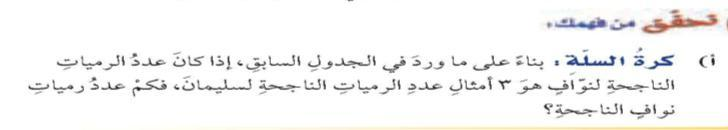 تحقق من فهمك:
أ) كرةُ السلَّة: بناءً على ما وردَ في الجدولِ السابقِ، إذا كانَ عددُ الرمياتِ
الناجحةِ لنوَّافٍ هوَ ٣ أمثالِ عددِ الرمياتِ الناجحةِ لسليمانَ، فكمْ عددُ رمياتِ
نوافٍ الناجحةِ؟